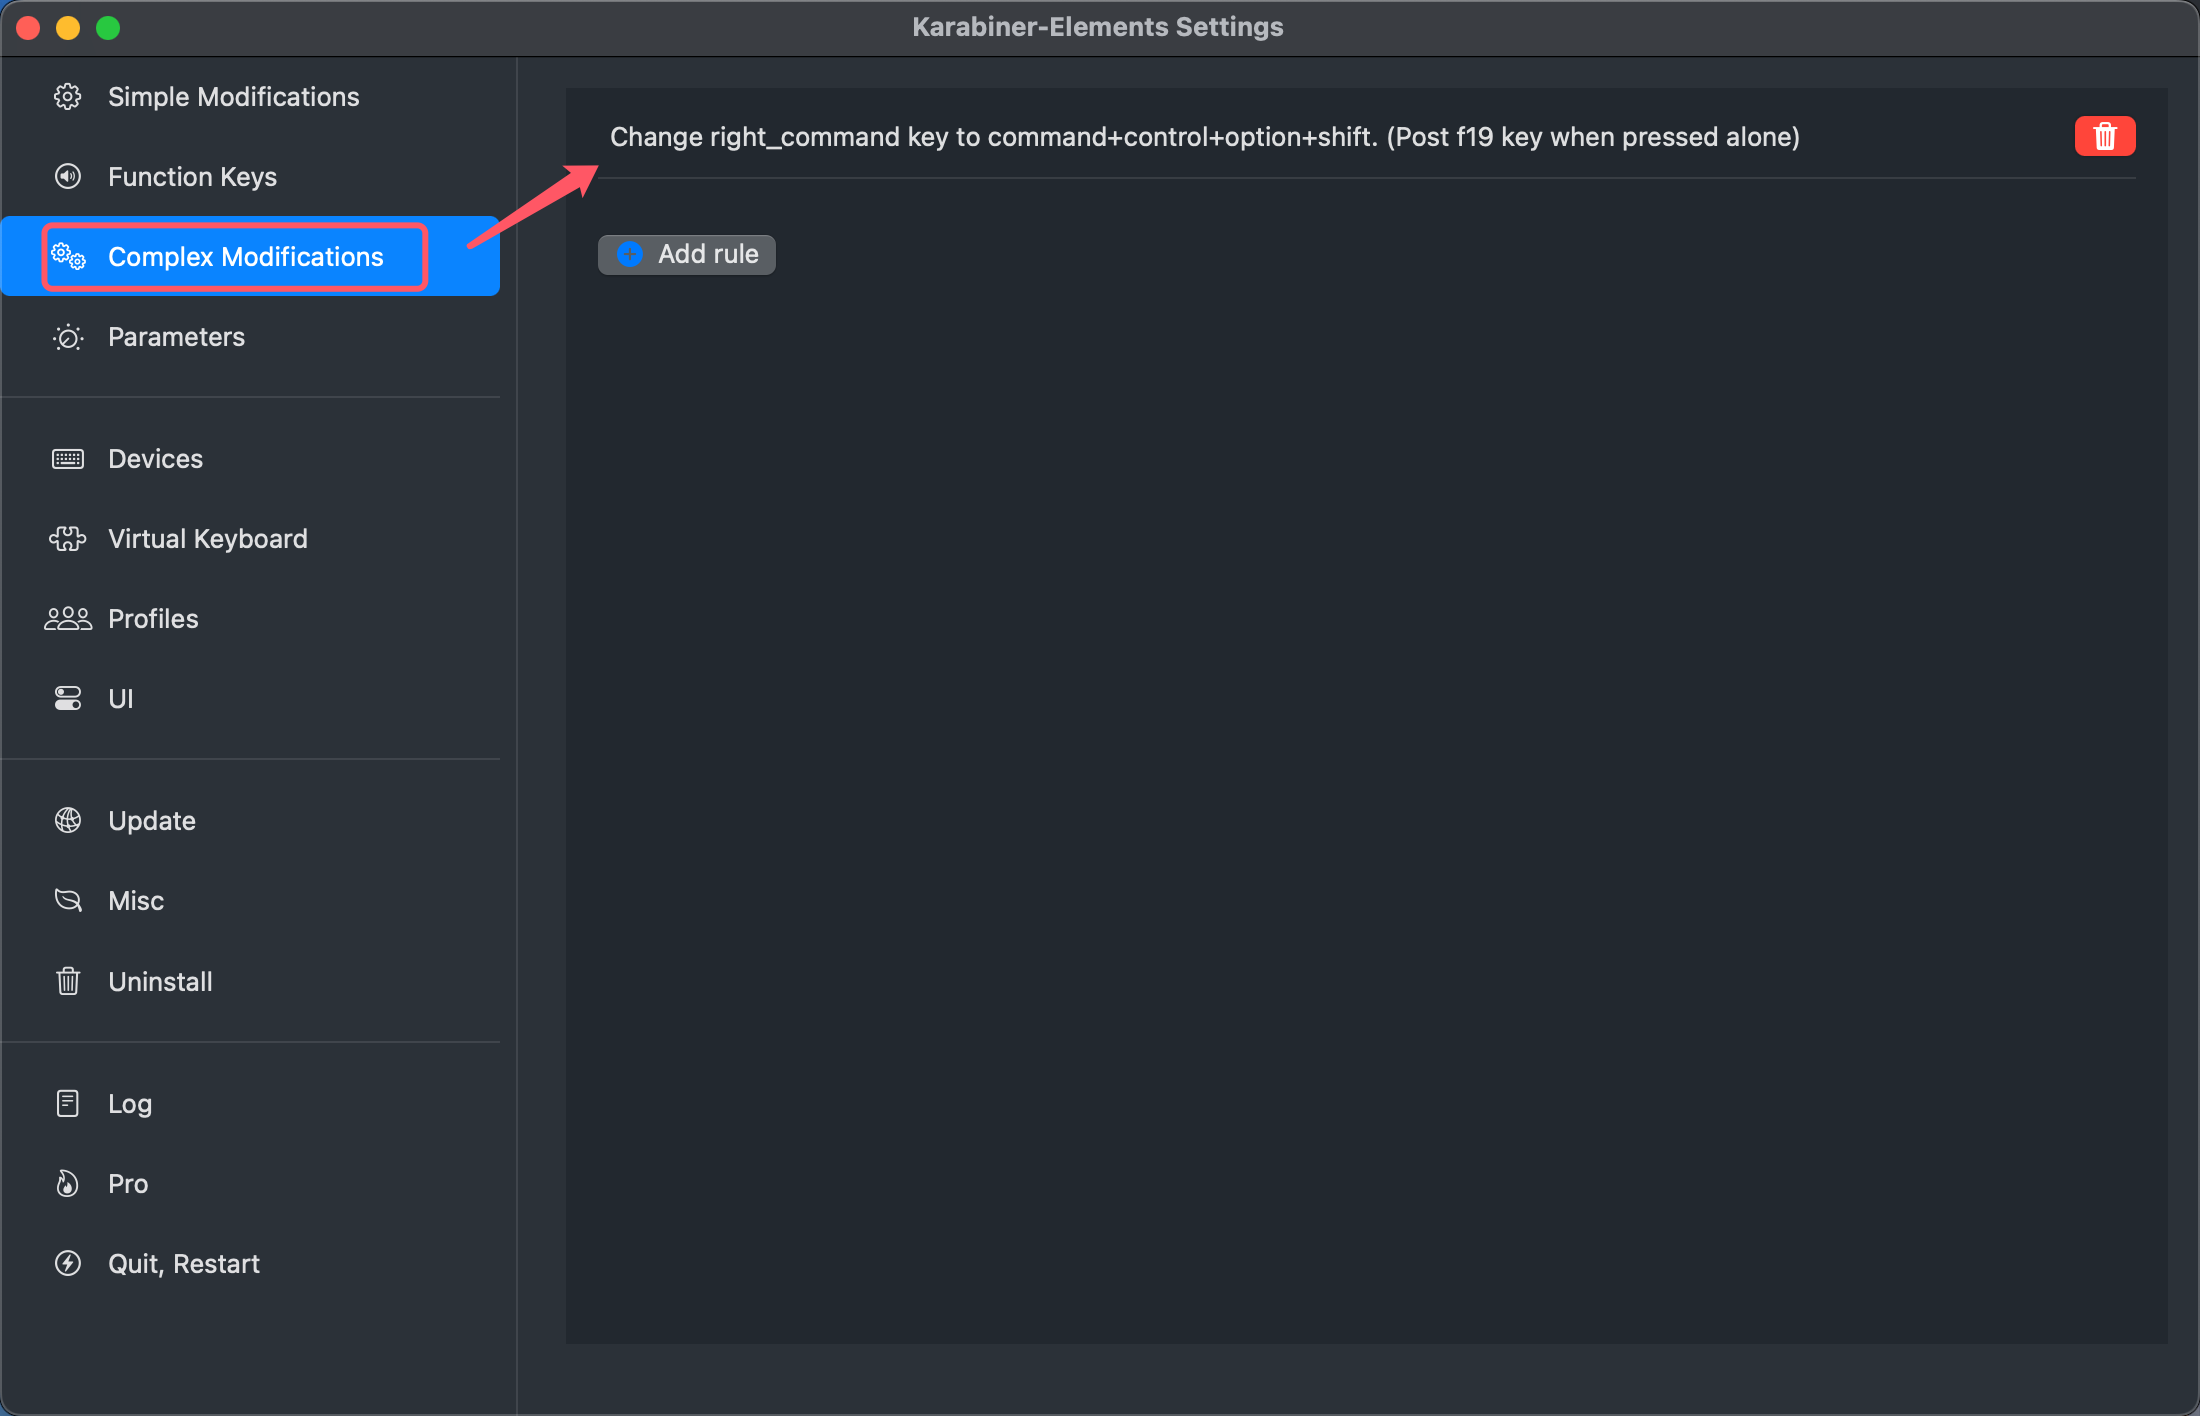 Karabiner-Elements Settings
Simple Modifications
Function Keys
Complex Modifications
Parameters
Devices
Virtual Keyboard
Profiles
UI
Update
Misc
Uninstall
Log
Pro
Quit, Restart
Change right_command key to command+control+option+shift. (Post f19 key when pressed alone)
Add rule